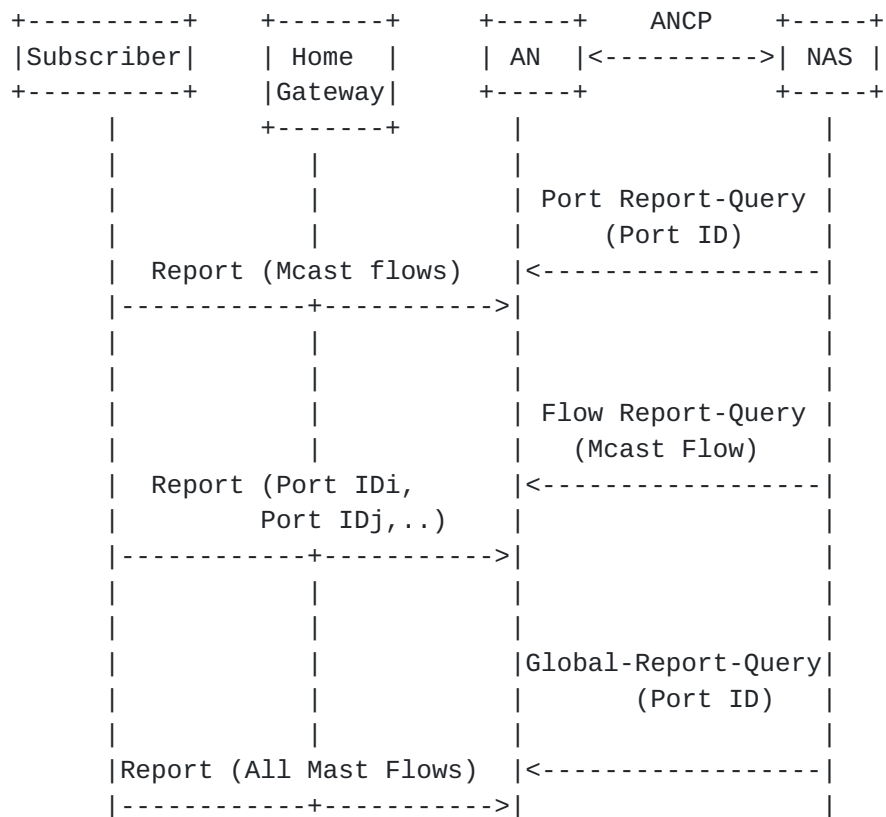 +----------+    +-------+     +-----+    ANCP    +-----+
|Subscriber|    | Home  |     | AN  |<---------->| NAS |
+----------+    |Gateway|     +-----+            +-----+
      |         +-------+       |                  |
      |            |            |                  |
      |            |            | Port Report-Query |
      |            |            |     (Port ID)     |
      |  Report (Mcast flows)   |<------------------|
      |------------+----------->|                   |
      |            |            |                   |
      |            |            |                   |
      |            |            | Flow Report-Query |
      |            |            |   (Mcast Flow)    |
      |  Report (Port IDi,      |<------------------|
      |         Port IDj,..)    |                   |
      |------------+----------->|                   |
      |            |            |                   |
      |            |            |                   |
      |            |            |Global-Report-Query|
      |            |            |       (Port ID)   |
      |            |            |                   |
      |Report (All Mast Flows)  |<------------------|
      |------------+----------->|                   |